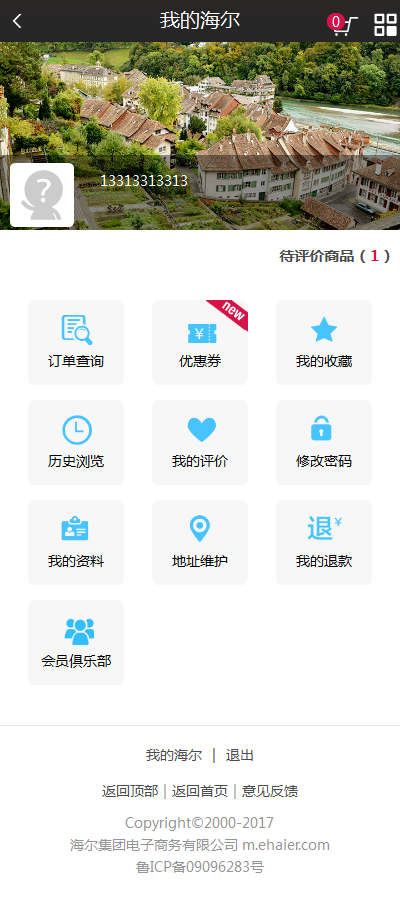 我的海尔
0
13313313313
待评价商品（1）
new
¥
订单查询
优惠券
我的收藏
历史浏览
我的评价
修改密码
退¥
我的资料
地址维护
我的退款
会员俱乐部
我的海尔 | 退出
返回顶部 | 返回首页 | 意见反馈
Copyright©2000-2017
海尔集团电子商务有限公司 m.ehaier.com
鲁ICP备09096283号